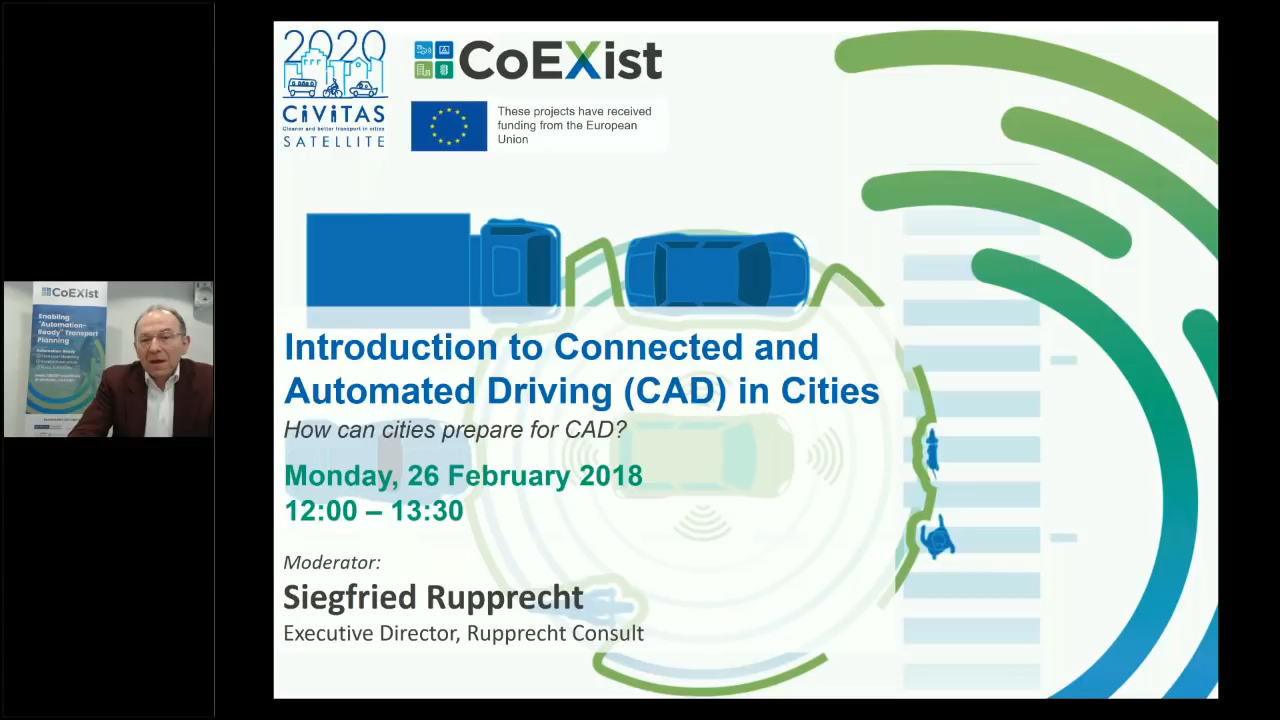 2020
CiViTAS
Cleaner and better transport in cities
SATELLITE
CoEXist
These projects have received
funding from the European
Union
Introduction to Connected and
Automated Driving (CAD) in Cities
How can cities prepare for CAD?
Monday, 26 February 2018
12:00 – 13:30
Moderator:
Siegfried Rupprecht
Executive Director, Rupprecht Consult
CoEXist
Enabling
"Automation-
Ready" Transport
Planning